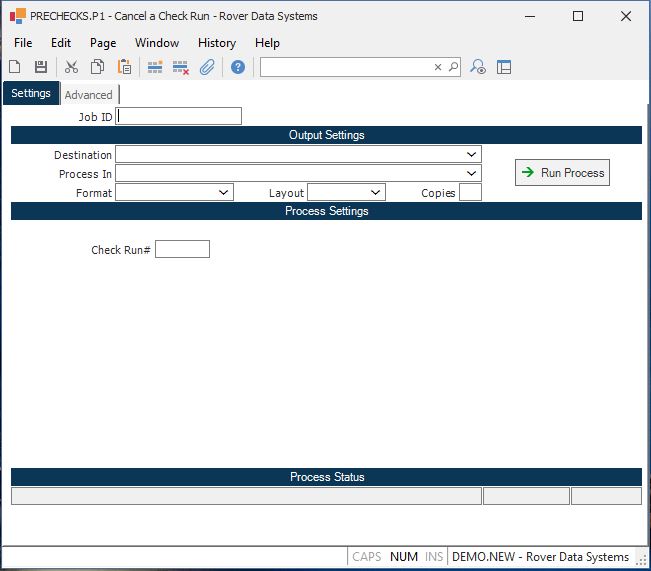 PRECHECKS.P1 - Cancel a Check Run - Rover Data Systems
File Edit Page Window History Help
Settings Advanced
Job ID
Output Settings
Destination
Process In
Run Process
Format Layout Copies
Process Settings
Check Run#
Process Status
CAPS NUM INS DEMO.NEW - Rover Data Systems